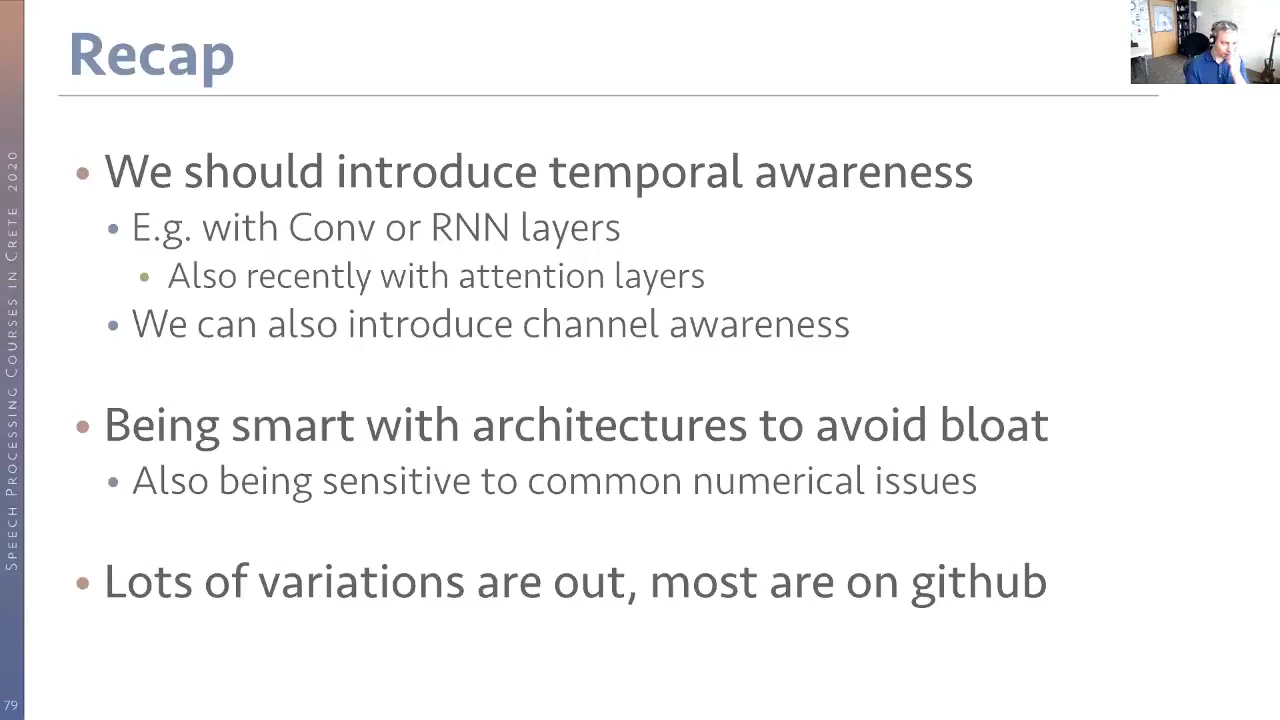 Recap
• We should introduce temporal awareness
• E.g. with Conv or RNN layers
• Also recently with attention layers
• We can also introduce channel awareness
• Being smart with architectures to avoid bloat
• Also being sensitive to common numerical issues
• Lots of variations are out, most are on github
SPEECH PROCESSING COURSES IN CRETE 2020
79